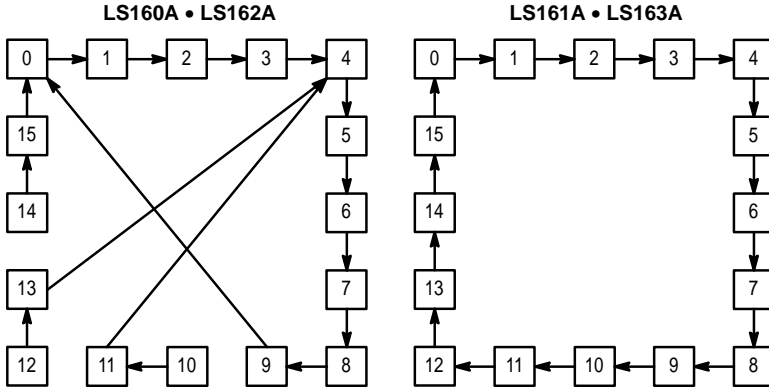 LS160A • LS162A LS161A • LS163A
0 1 2 3 4 0 1 2 3 4
15 5 15 5
14 6 14 6
13 7 13 7
12 11 10 9 8 12 11 10 9 8